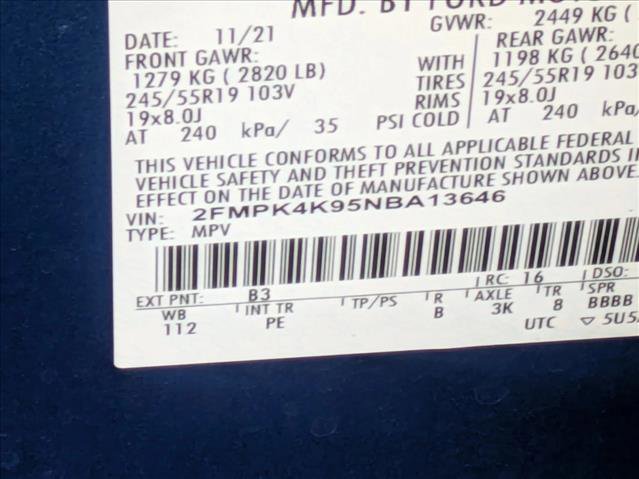 MFD. BY FORD MOTO
DATE: 11/21 GVWR: 2449 KG (
FRONT GAWR: REAR GAWR:
1279 KG ( 2820 LB) WITH 1198 KG ( 2640
245/55R19 103V TIRES 245/55R19 103V
19x8.0J RIMS 19x8.0J
AT 240 kPa/ 35 PSI COLD AT 240 kPa/
THIS VEHICLE CONFORMS TO ALL APPLICABLE FEDERAL
VEHICLE SAFETY AND THEFT PREVENTION STANDARDS I
EFFECT ON THE DATE OF MANUFACTURE SHOWN ABOVE.
VIN: 2FMPK4K95NBA13646
TYPE: MPV
EXT PNT: B3 RC: 16 DSO:
WB INT TR TP/PS R AXLE TR SPR
112 PE B 3K 8 BBBB
UTC ▽ 5U5